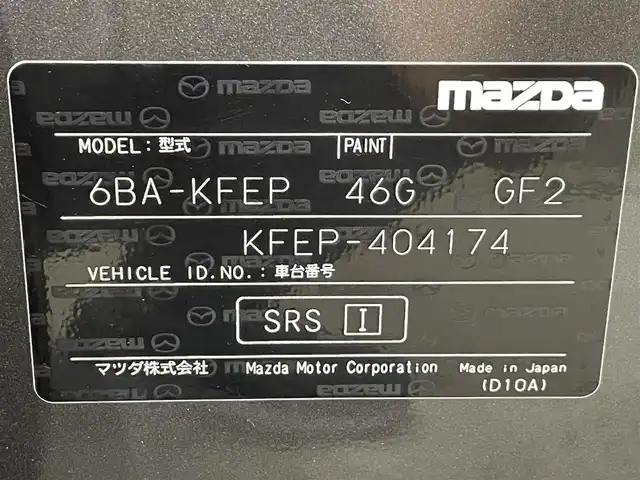 mazda
MODEL: 型式 PAINT
6BA-KFEP 46G GF2
KFEP-404174
VEHICLE ID.NO.: 車台番号
SRS I
マツダ株式会社 Mazda Motor Corporation Made in Japan
(D10A)